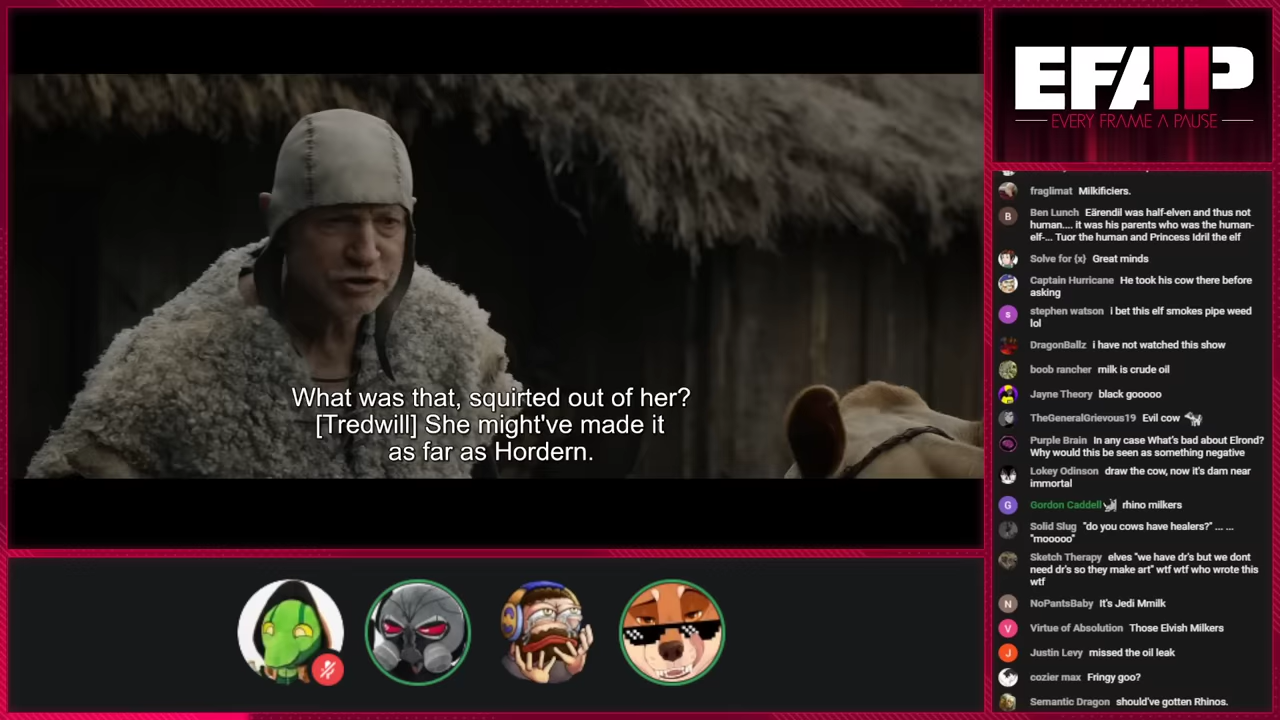 What was that, squirted out of her?
[Tredwill] She might've made it
as far as Hordern.
EFAP
EVERY FRAME A PAUSE
fraglimat Milkificiers.
B Ben Lunch Eärendil was half-elven and thus not
human.... it was his parents who was the human-
elf-... Tuor the human and Princess Idril the elf
Solve for {x} Great minds
Captain Hurricane He took his cow there before
asking
s stephen watson i bet this elf smokes pipe weed
lol
DragonBallz i have not watched this show
boob rancher milk is crude oil
Jayne Theory black gooooo
TheGeneralGrievous19 Evil cow
Purple Brain In any case What's bad about Elrond?
Why would this be seen as something negative
Lokey Odinson draw the cow, now it's dam near
immortal
G Gordon Caddell rhino milkers
Solid Slug "do you cows have healers?" ... ...
"mooooo"
Sketch Therapy elves "we have dr's but we dont
need dr's so they make art" wtf wtf who wrote this
wtf
N NoPantsBaby It's Jedi Mmilk
V Virtue of Absolution Those Elvish Milkers
J Justin Levy missed the oil leak
cozier max Fringy goo?
Semantic Dragon should've gotten Rhinos.